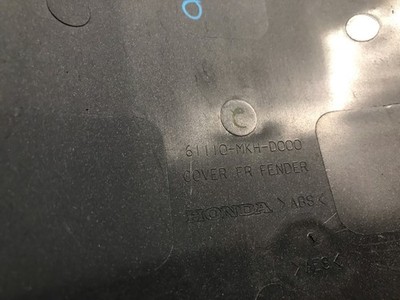 C
61110-MKH-D000
COVER FR FENDER
HONDA >ABS<